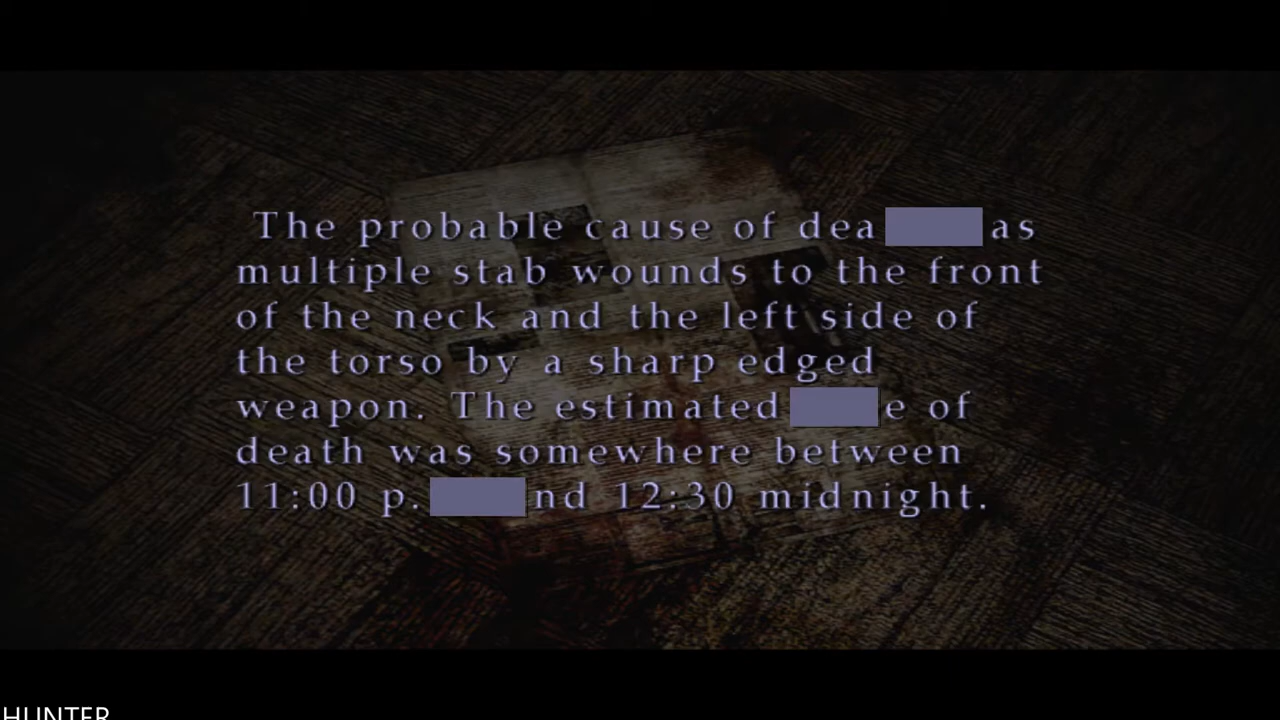 The probable cause of dea as
multiple stab wounds to the front
of the neck and the left side of
the torso by a sharp edged
weapon. The estimated e of
death was somewhere between
11:00 p. nd 12:30 midnight.
HUNTER